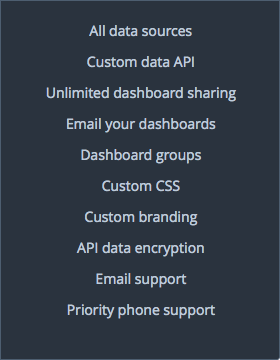 All data sources
Custom data API
Unlimited dashboard sharing
Email your dashboards
Dashboard groups
Custom CSS
Custom branding
API data encryption
Email support
Priority phone support